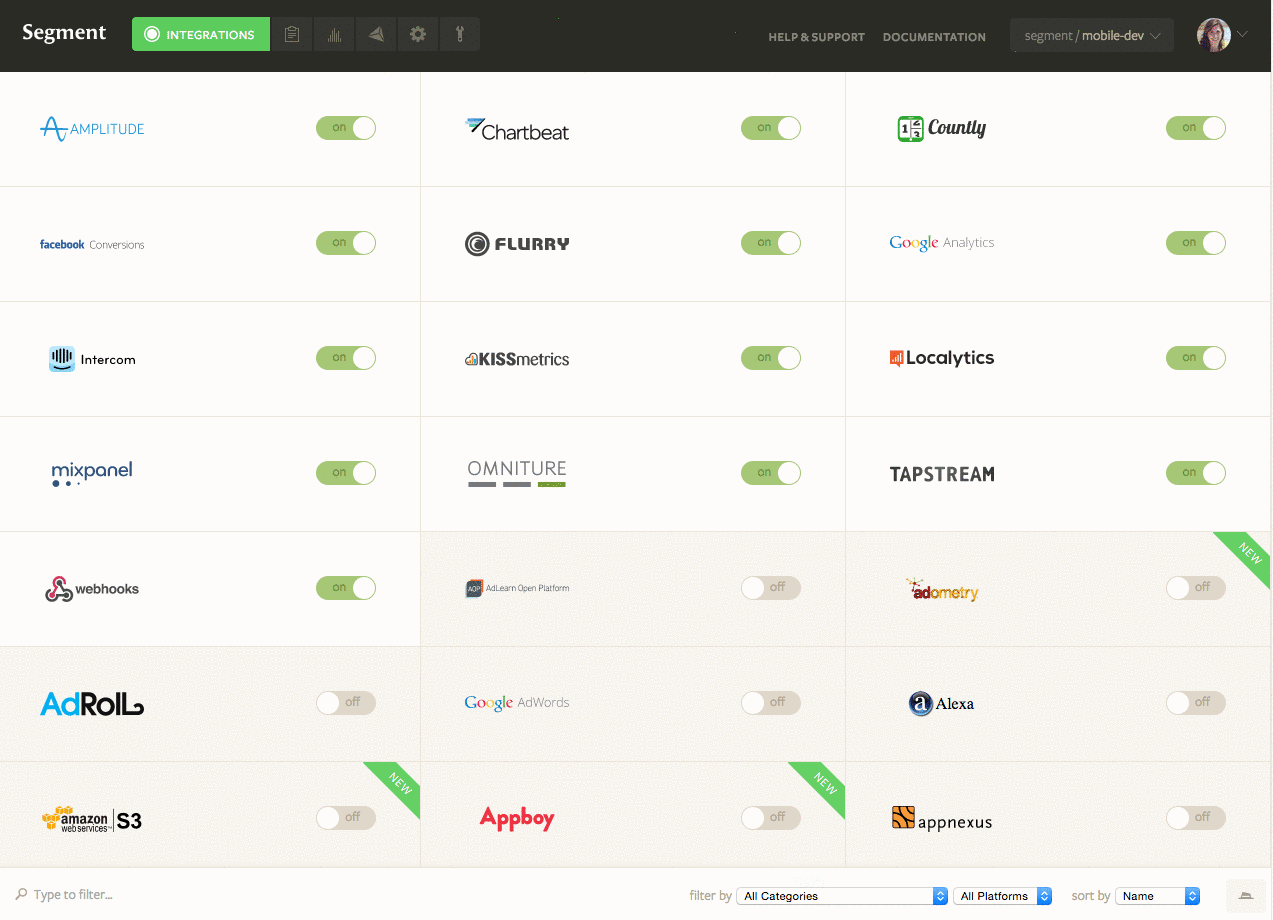 Segment INTEGRATIONS HELP & SUPPORT DOCUMENTATION segment / mobile-dev
AMPLITUDE on Chartbeat on 123 Countly on
facebook Conversions on FLURRY on Google Analytics on
Intercom on KISSmetrics on Localytics on
mixpanel on OMNITURE on TAPSTREAM on
NEW
webhooks on AOP AdLearn Open Platform off adometry off
AdRoll off Google AdWords off a Alexa off
NEW NEW
amazon web services™ S3 off Appboy off appnexus off
Type to filter... filter by All Categories All Platforms sort by Name